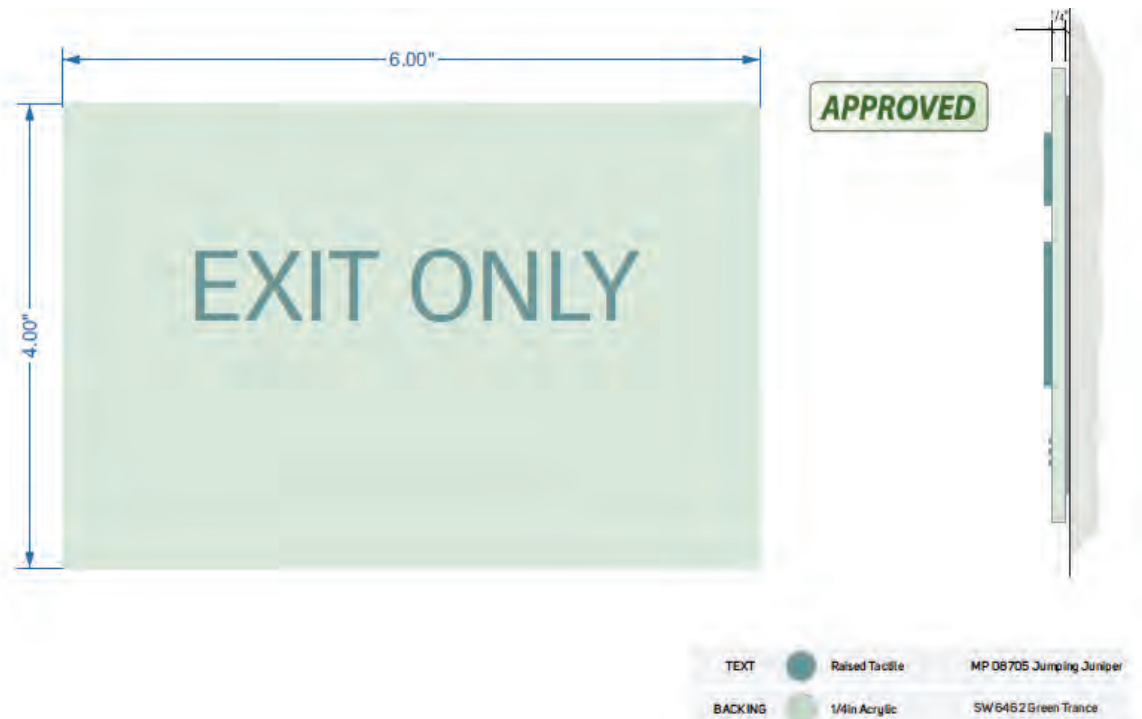 6.00"
1/4"
APPROVED
EXIT ONLY
4.00"
TEXT Raised Tactile MP 08705 Jumping Juniper
BACKING 1/4in Acrylic SW 6462 Green Trance